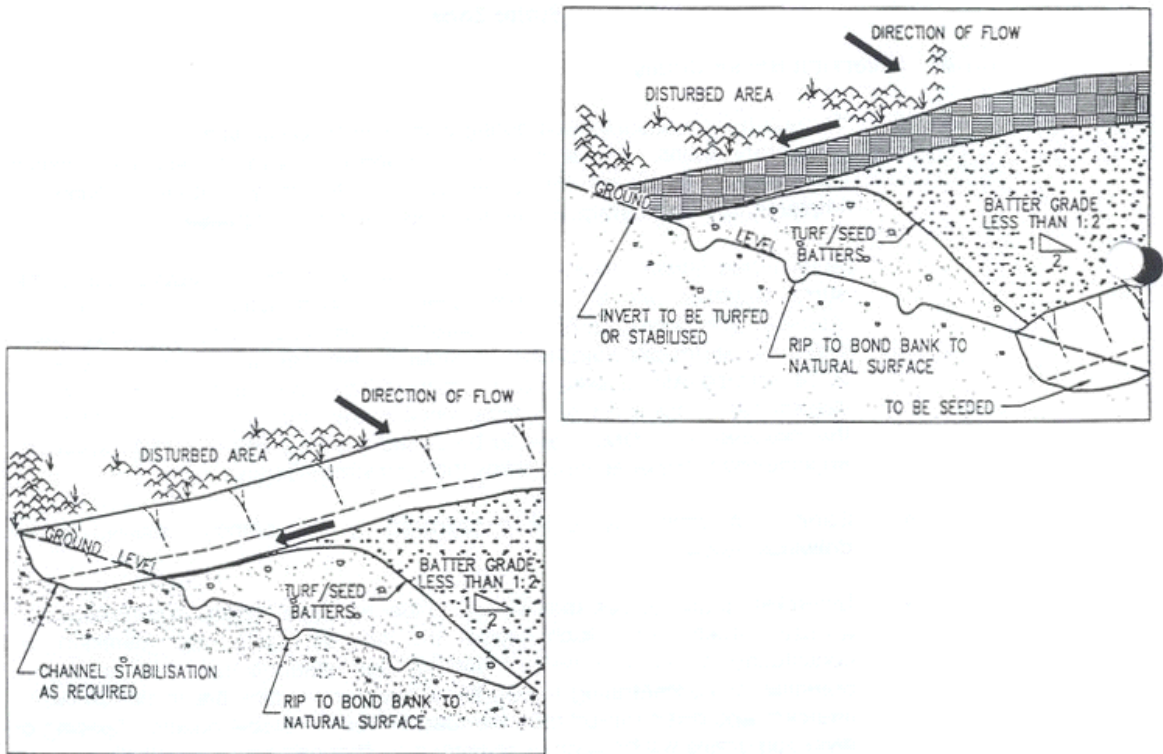 DIRECTION OF FLOW
DISTURBED AREA
GROUND
LEVEL
TURF/SEED
BATTERS
BATTER GRADE
LESS THAN 1:2
1
2
INVERT TO BE TURFED
OR STABILISED
RIP TO BOND BANK TO
NATURAL SURFACE
TO BE SEEDED
DIRECTION OF FLOW
DISTURBED AREA
GROUND LEVEL
TURF/SEED
BATTERS
BATTER GRADE
LESS THAN 1:2
1
2
CHANNEL STABILISATION
AS REQUIRED
RIP TO BOND BANK TO
NATURAL SURFACE